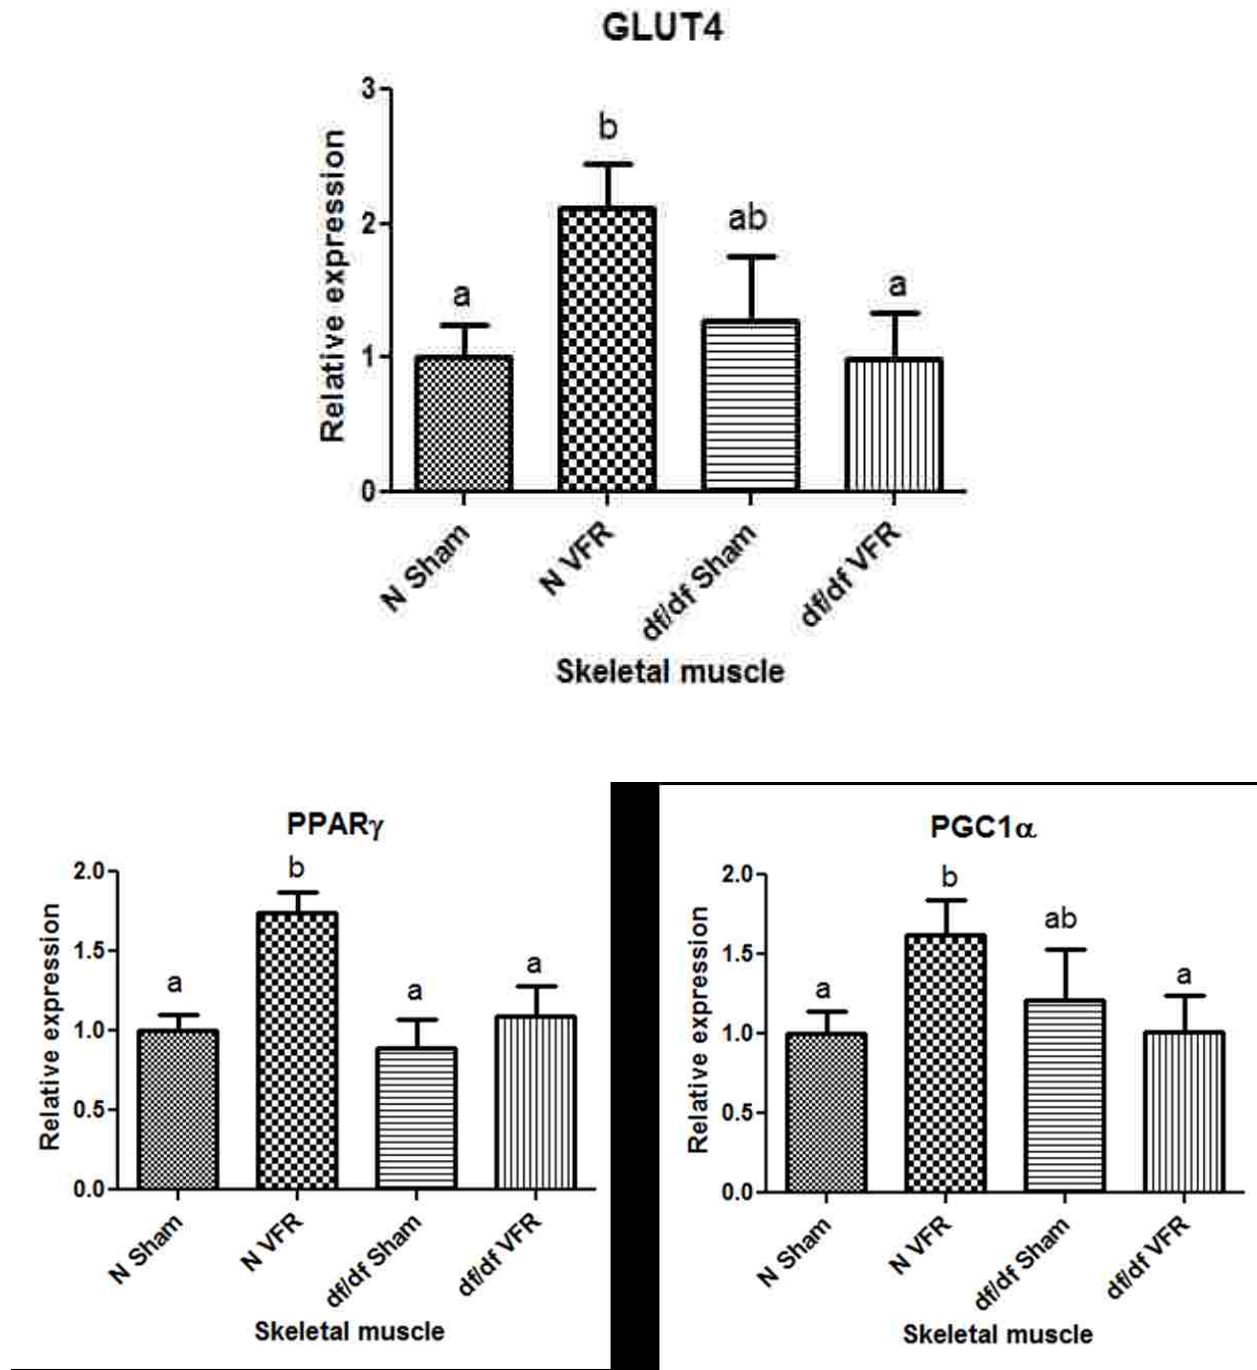 GLUT4
3
2
1
0
Relative expression
a
b
ab
a
N Sham
N VFR
df/df Sham
df/df VFR
Skeletal muscle
PPARγ
2.0
1.5
1.0
0.5
0.0
Relative expression
a
b
a
a
N Sham
N VFR
df/df Sham
df/df VFR
Skeletal muscle
PGC1α
2.0
1.5
1.0
0.5
0.0
Relative expression
a
b
ab
a
N Sham
N VFR
df/df Sham
df/df VFR
Skeletal muscle